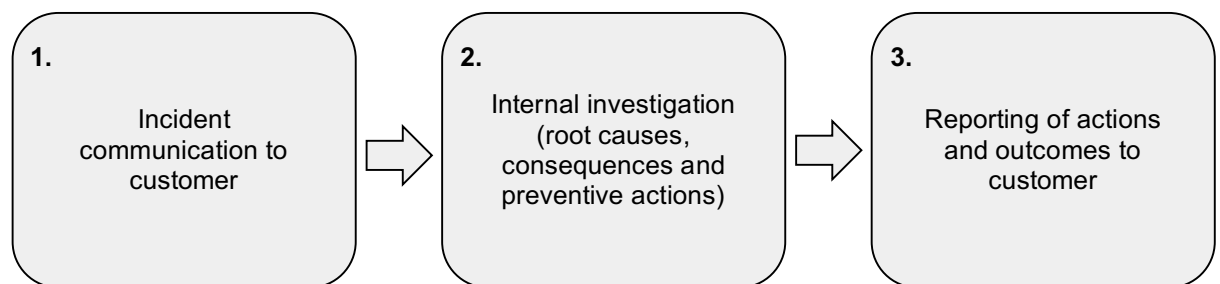 1.
Incident
communication to
customer
2.
Internal investigation
(root causes,
consequences and
preventive actions)
3.
Reporting of actions
and outcomes to
customer